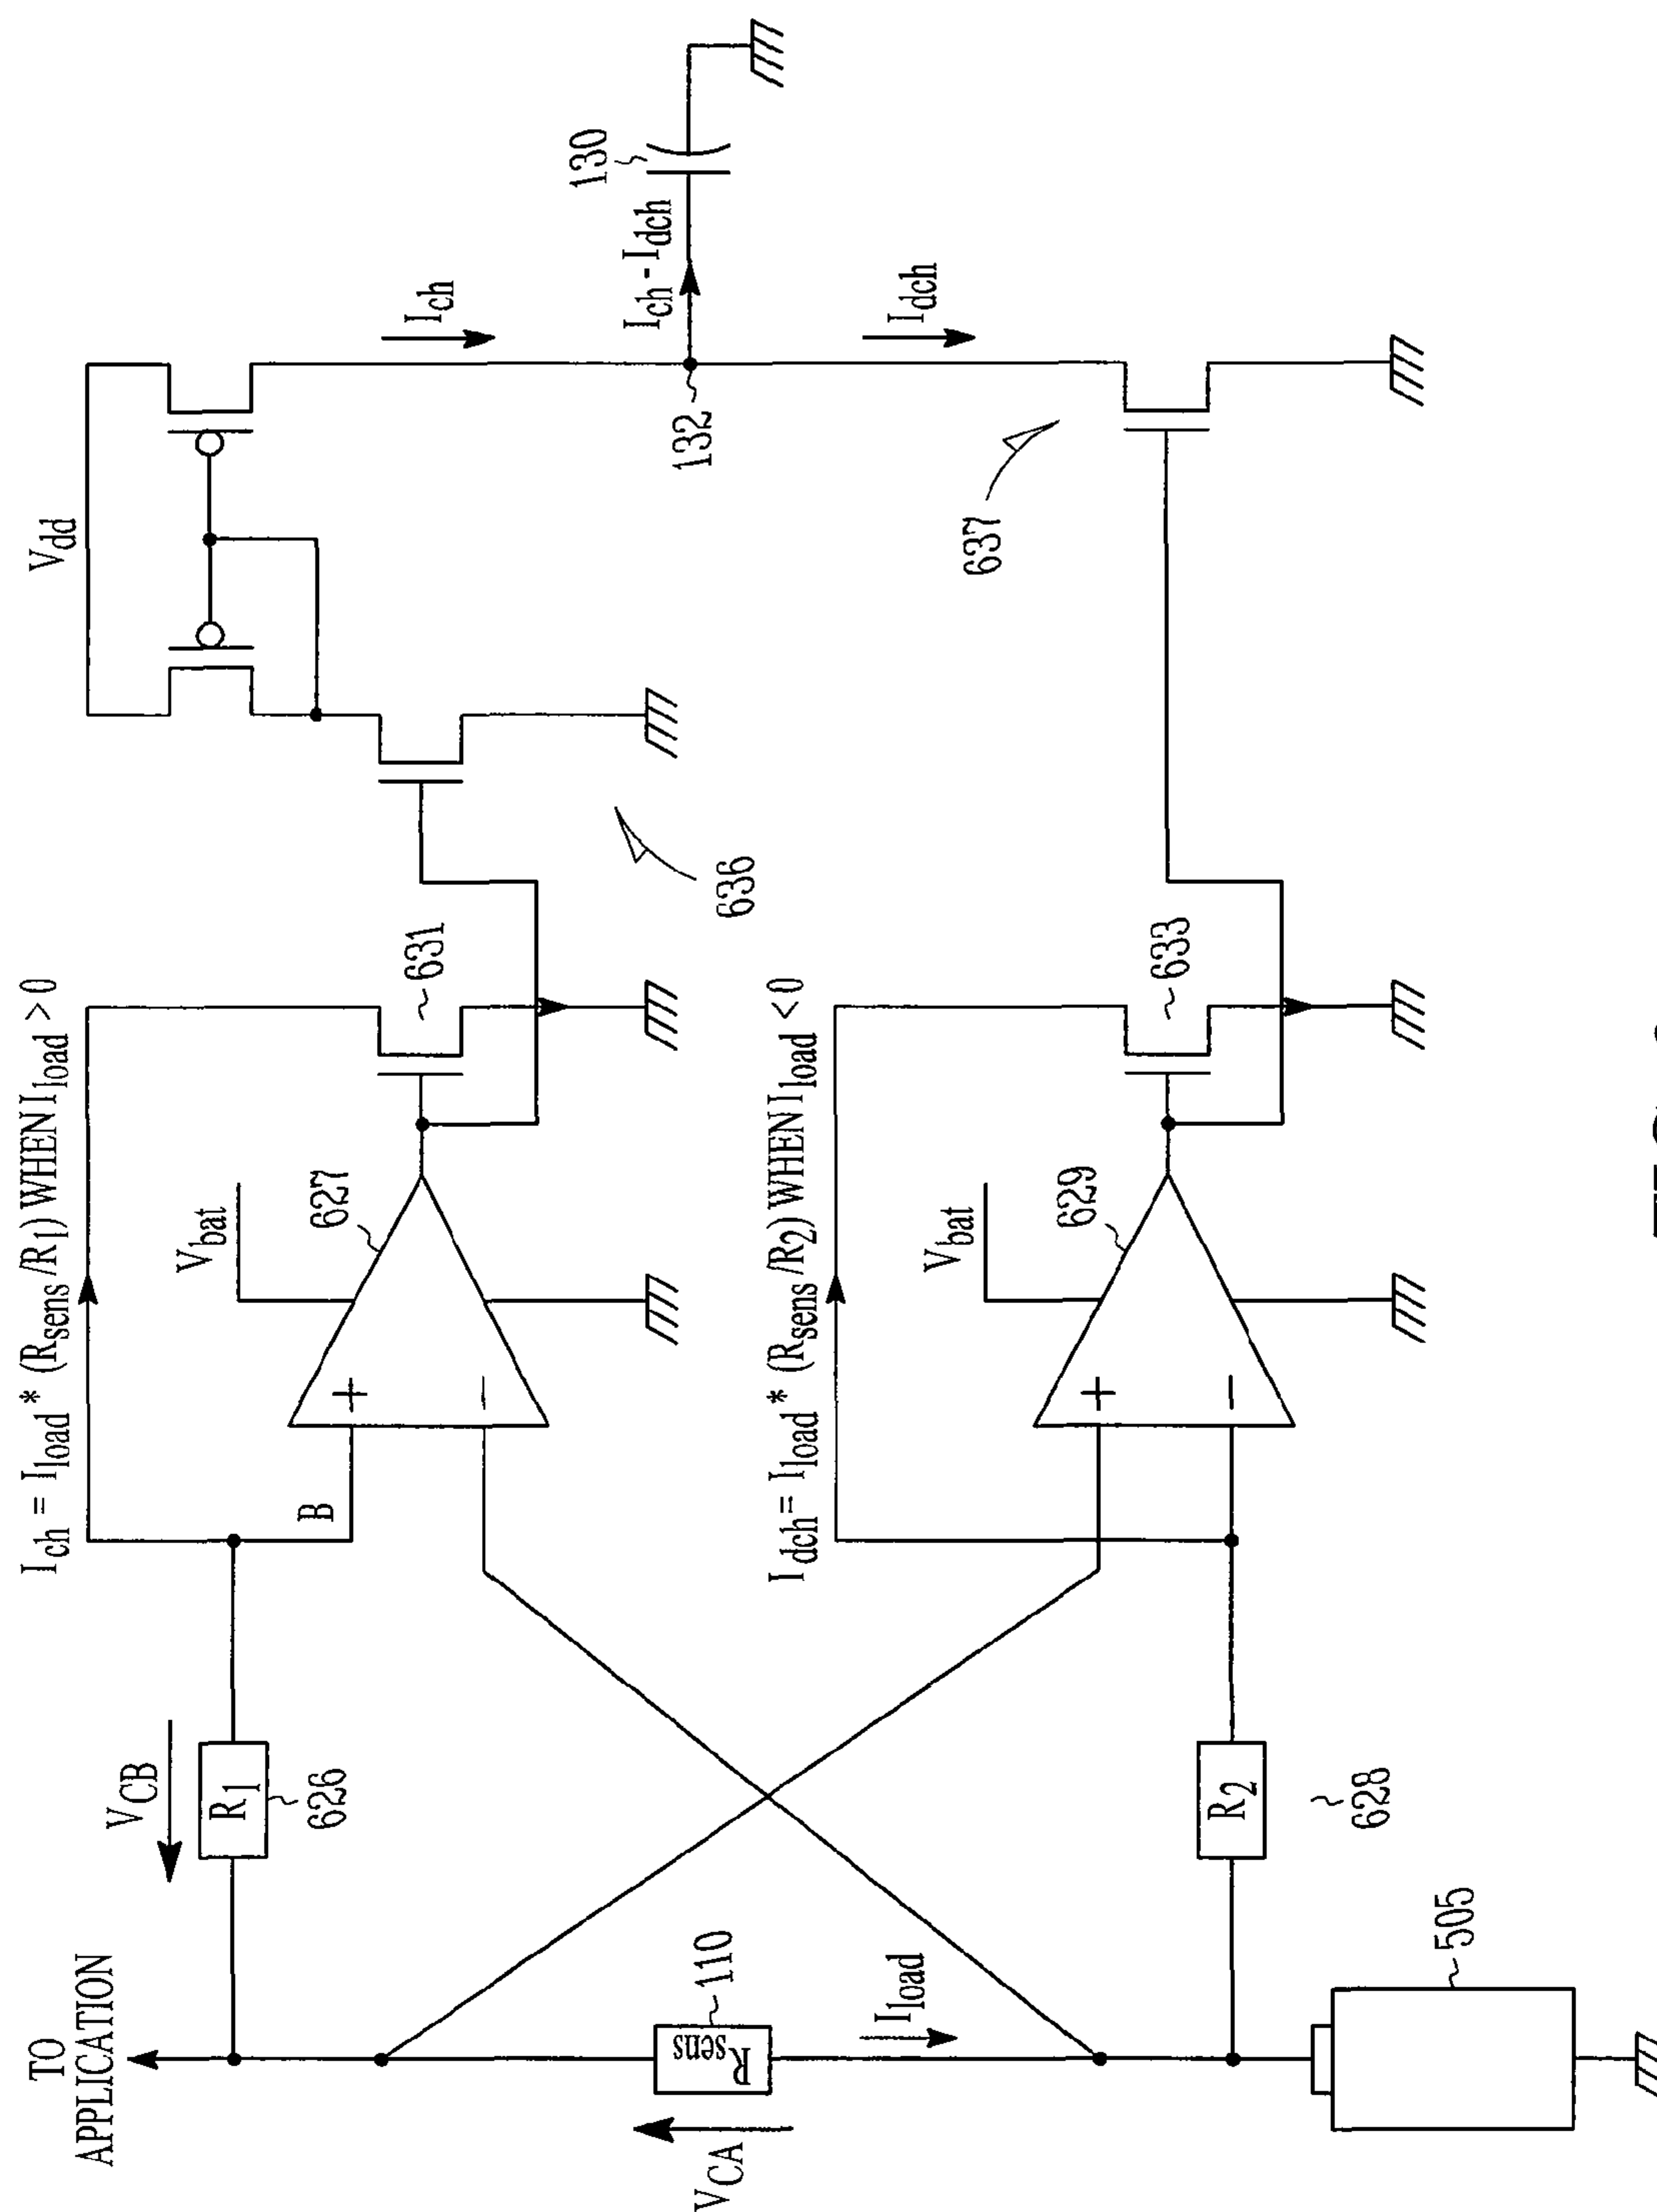 TO
APPLICATION
V_CB
R_1
626
B
I_ch = I_load * (R_sens /R_1) WHEN I_load > 0
V_bat
627
631
636
V_dd
I_ch
132
I_ch - I_dch
130
I_dch
637
V_CA
R_sens
110
I_load
I_dch = I_load * (R_sens /R_2) WHEN I_load < 0
V_bat
629
633
R_2
628
505
+
−
+
−